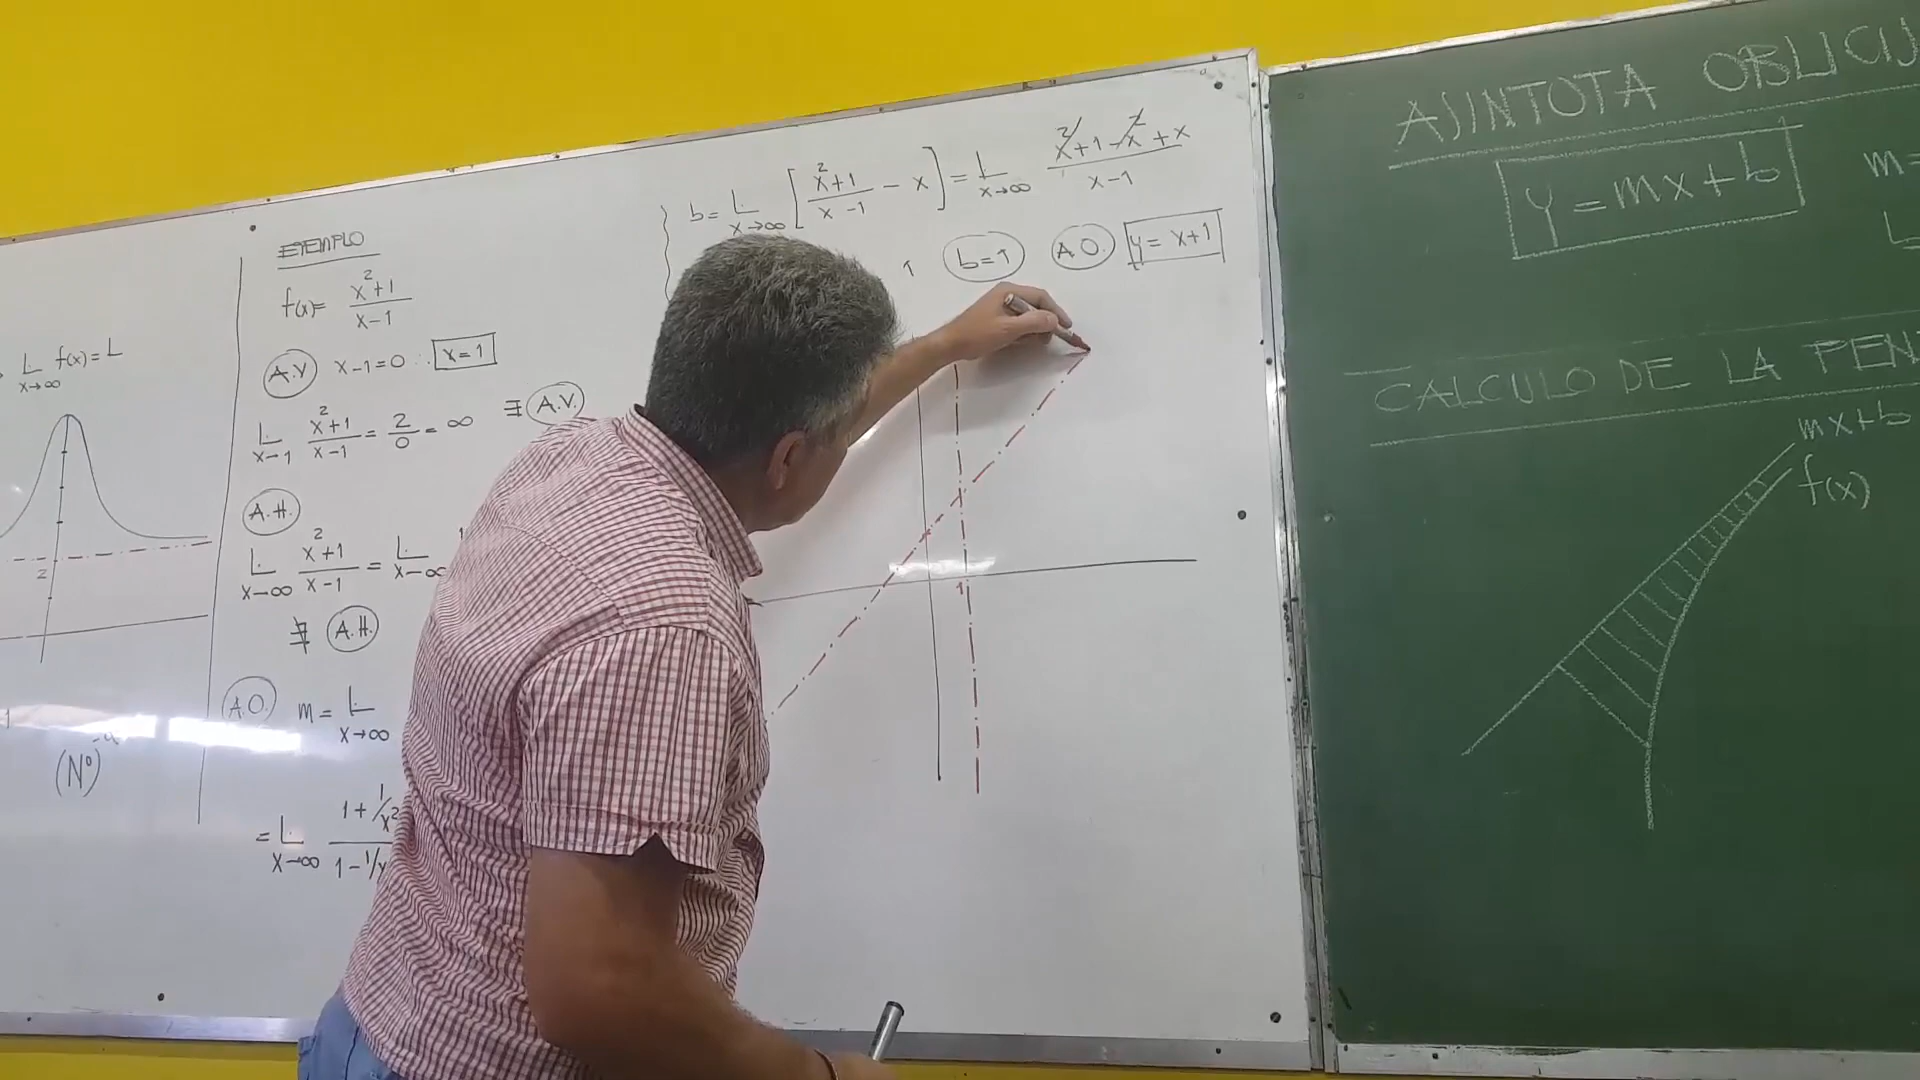 L f(x) = L
x→∞
2
(Nº)
EJEMPLO
f(x) = x²+1 / x-1
A.V x-1=0 ∴ x=1
L x²+1 / x-1 = 2/0 = ∞ ∃ A.V.
x→1
A.H.
L x²+1 / x-1 = L
x→∞ x→∞
∄ A.H.
A.O. m = L
x→∞
= L 1+1/x² / 1-1/x
x→∞
b = L [x²+1 / x-1 - x] = L x²+1-x²+x / x-1
x→∞ x→∞
1 b=1 A.O. y = x+1
1
ASINTOTA
y = mx+b
m=
L
CALCULO DE LA
mx+b
f(x)